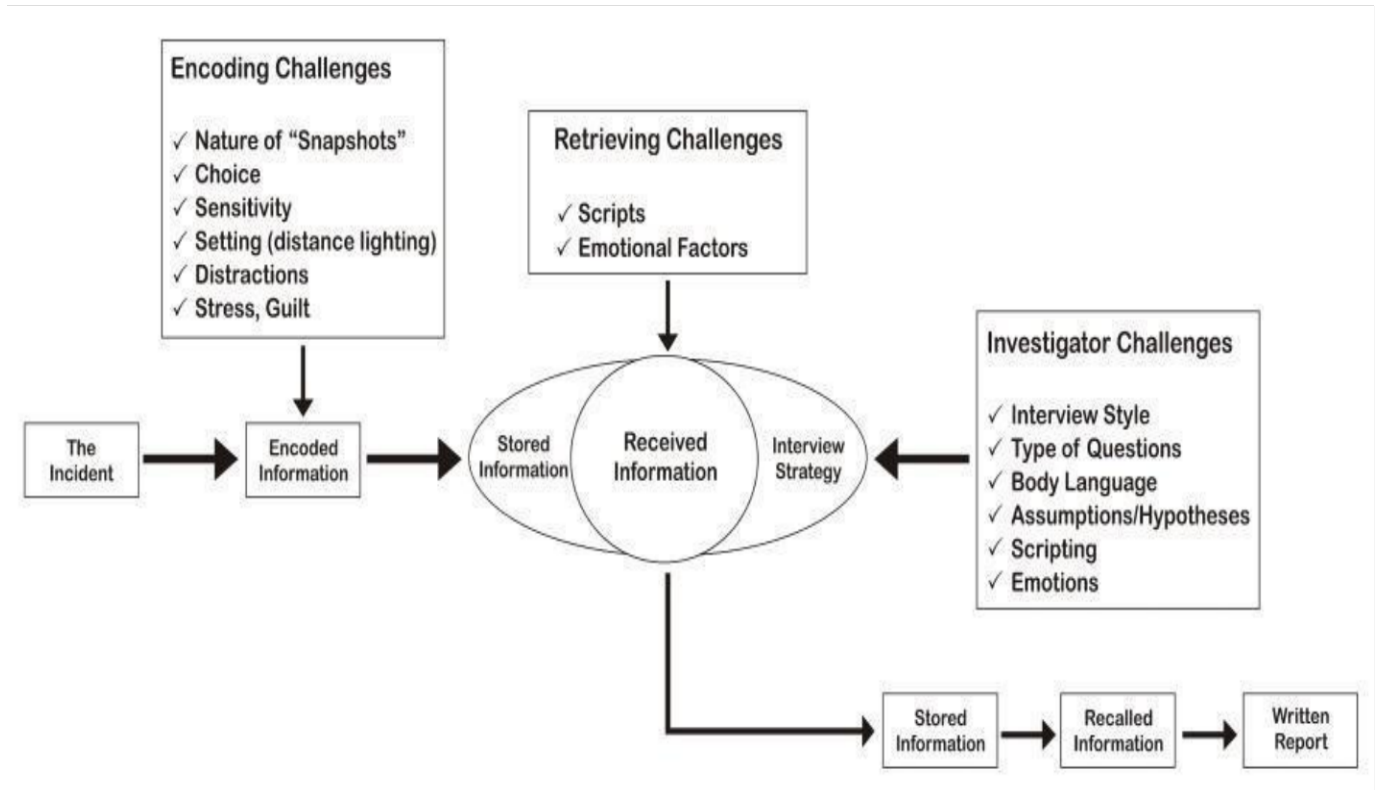 Encoding Challenges
✓ Nature of “Snapshots”
✓ Choice
✓ Sensitivity
✓ Setting (distance lighting)
✓ Distractions
✓ Stress, Guilt
Retrieving Challenges
✓ Scripts
✓ Emotional Factors
Investigator Challenges
✓ Interview Style
✓ Type of Questions
✓ Body Language
✓ Assumptions/Hypotheses
✓ Scripting
✓ Emotions
The
Incident
Encoded
Information
Stored
Information
Received
Information
Interview
Strategy
Stored
Information
Recalled
Information
Written
Report